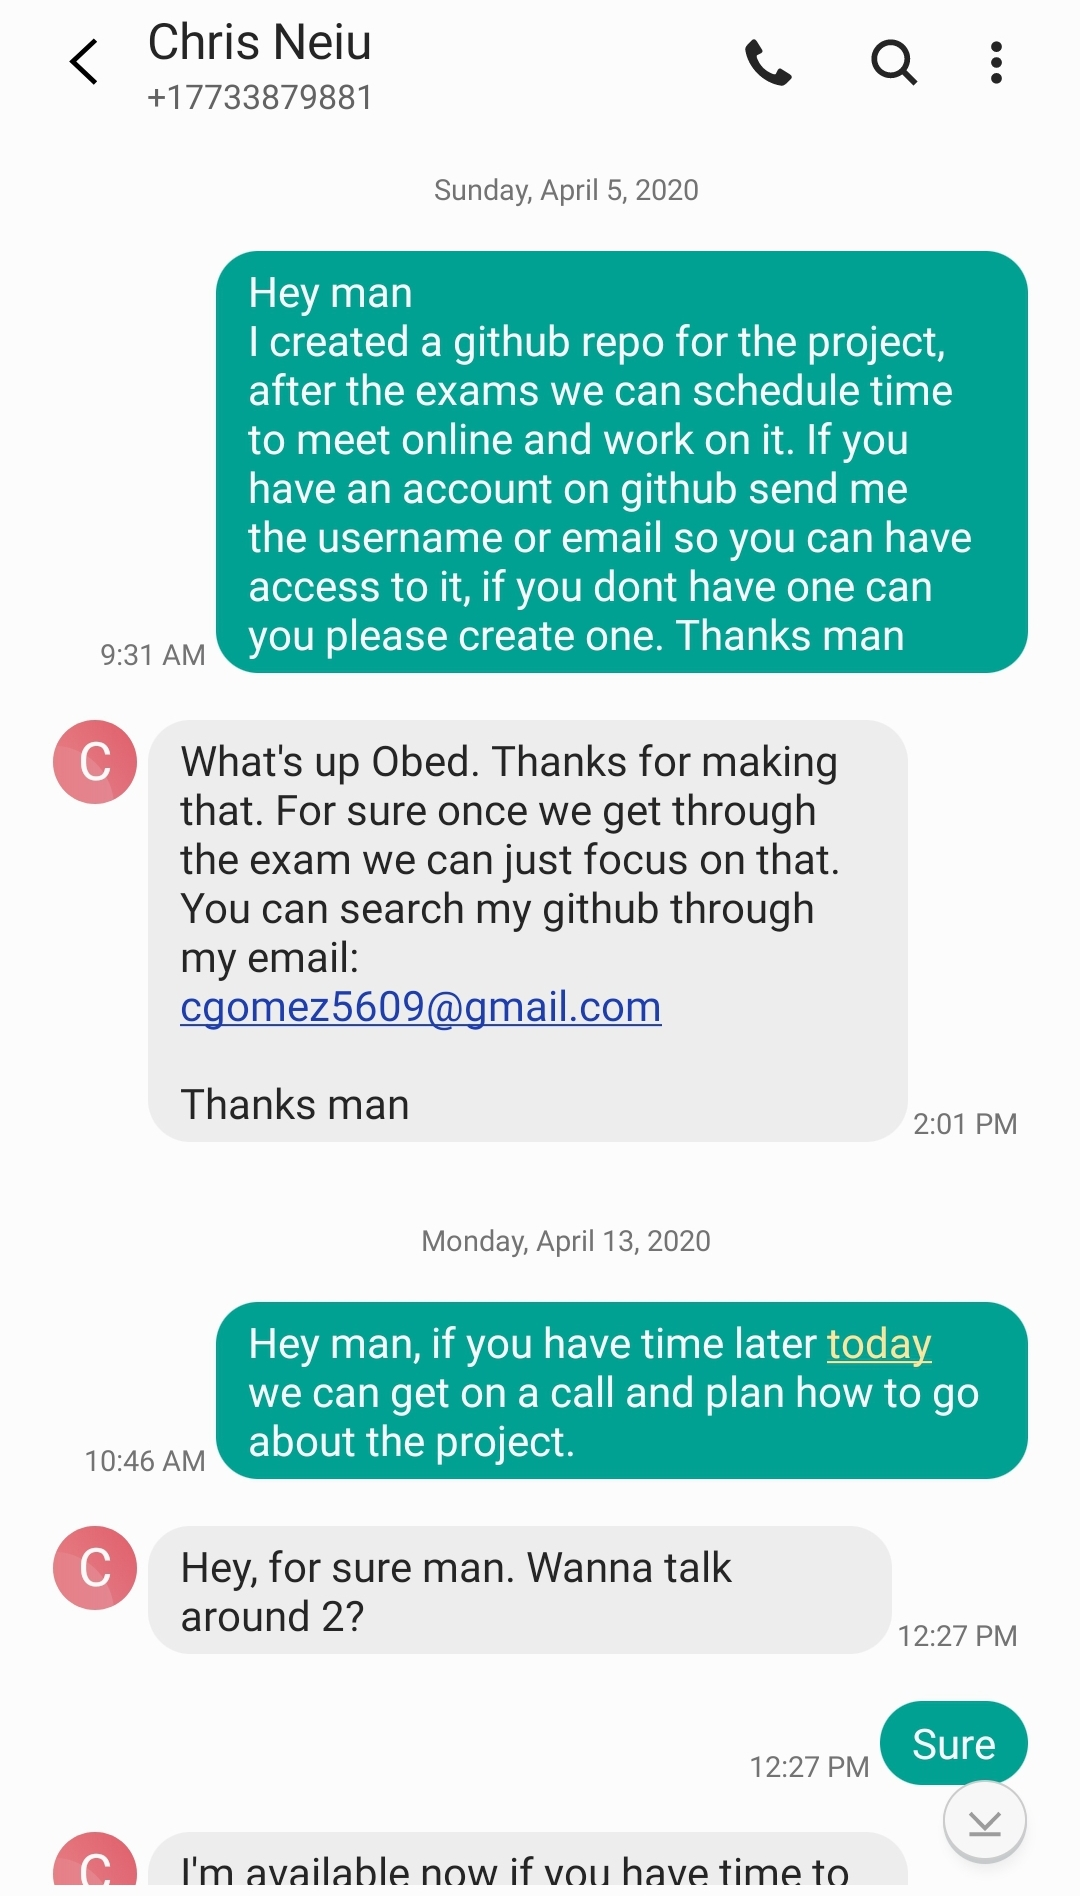 Chris Neiu
+17733879881
Sunday, April 5, 2020
Hey man
I created a github repo for the project,
after the exams we can schedule time
to meet online and work on it. If you
have an account on github send me
the username or email so you can have
access to it, if you dont have one can
you please create one. Thanks man
9:31 AM
C
What's up Obed. Thanks for making
that. For sure once we get through
the exam we can just focus on that.
You can search my github through
my email:
cgomez5609@gmail.com
Thanks man
2:01 PM
Monday, April 13, 2020
Hey man, if you have time later today
we can get on a call and plan how to go
about the project.
10:46 AM
C
Hey, for sure man. Wanna talk
around 2?
12:27 PM
Sure
12:27 PM
C
I'm available now if you have time to